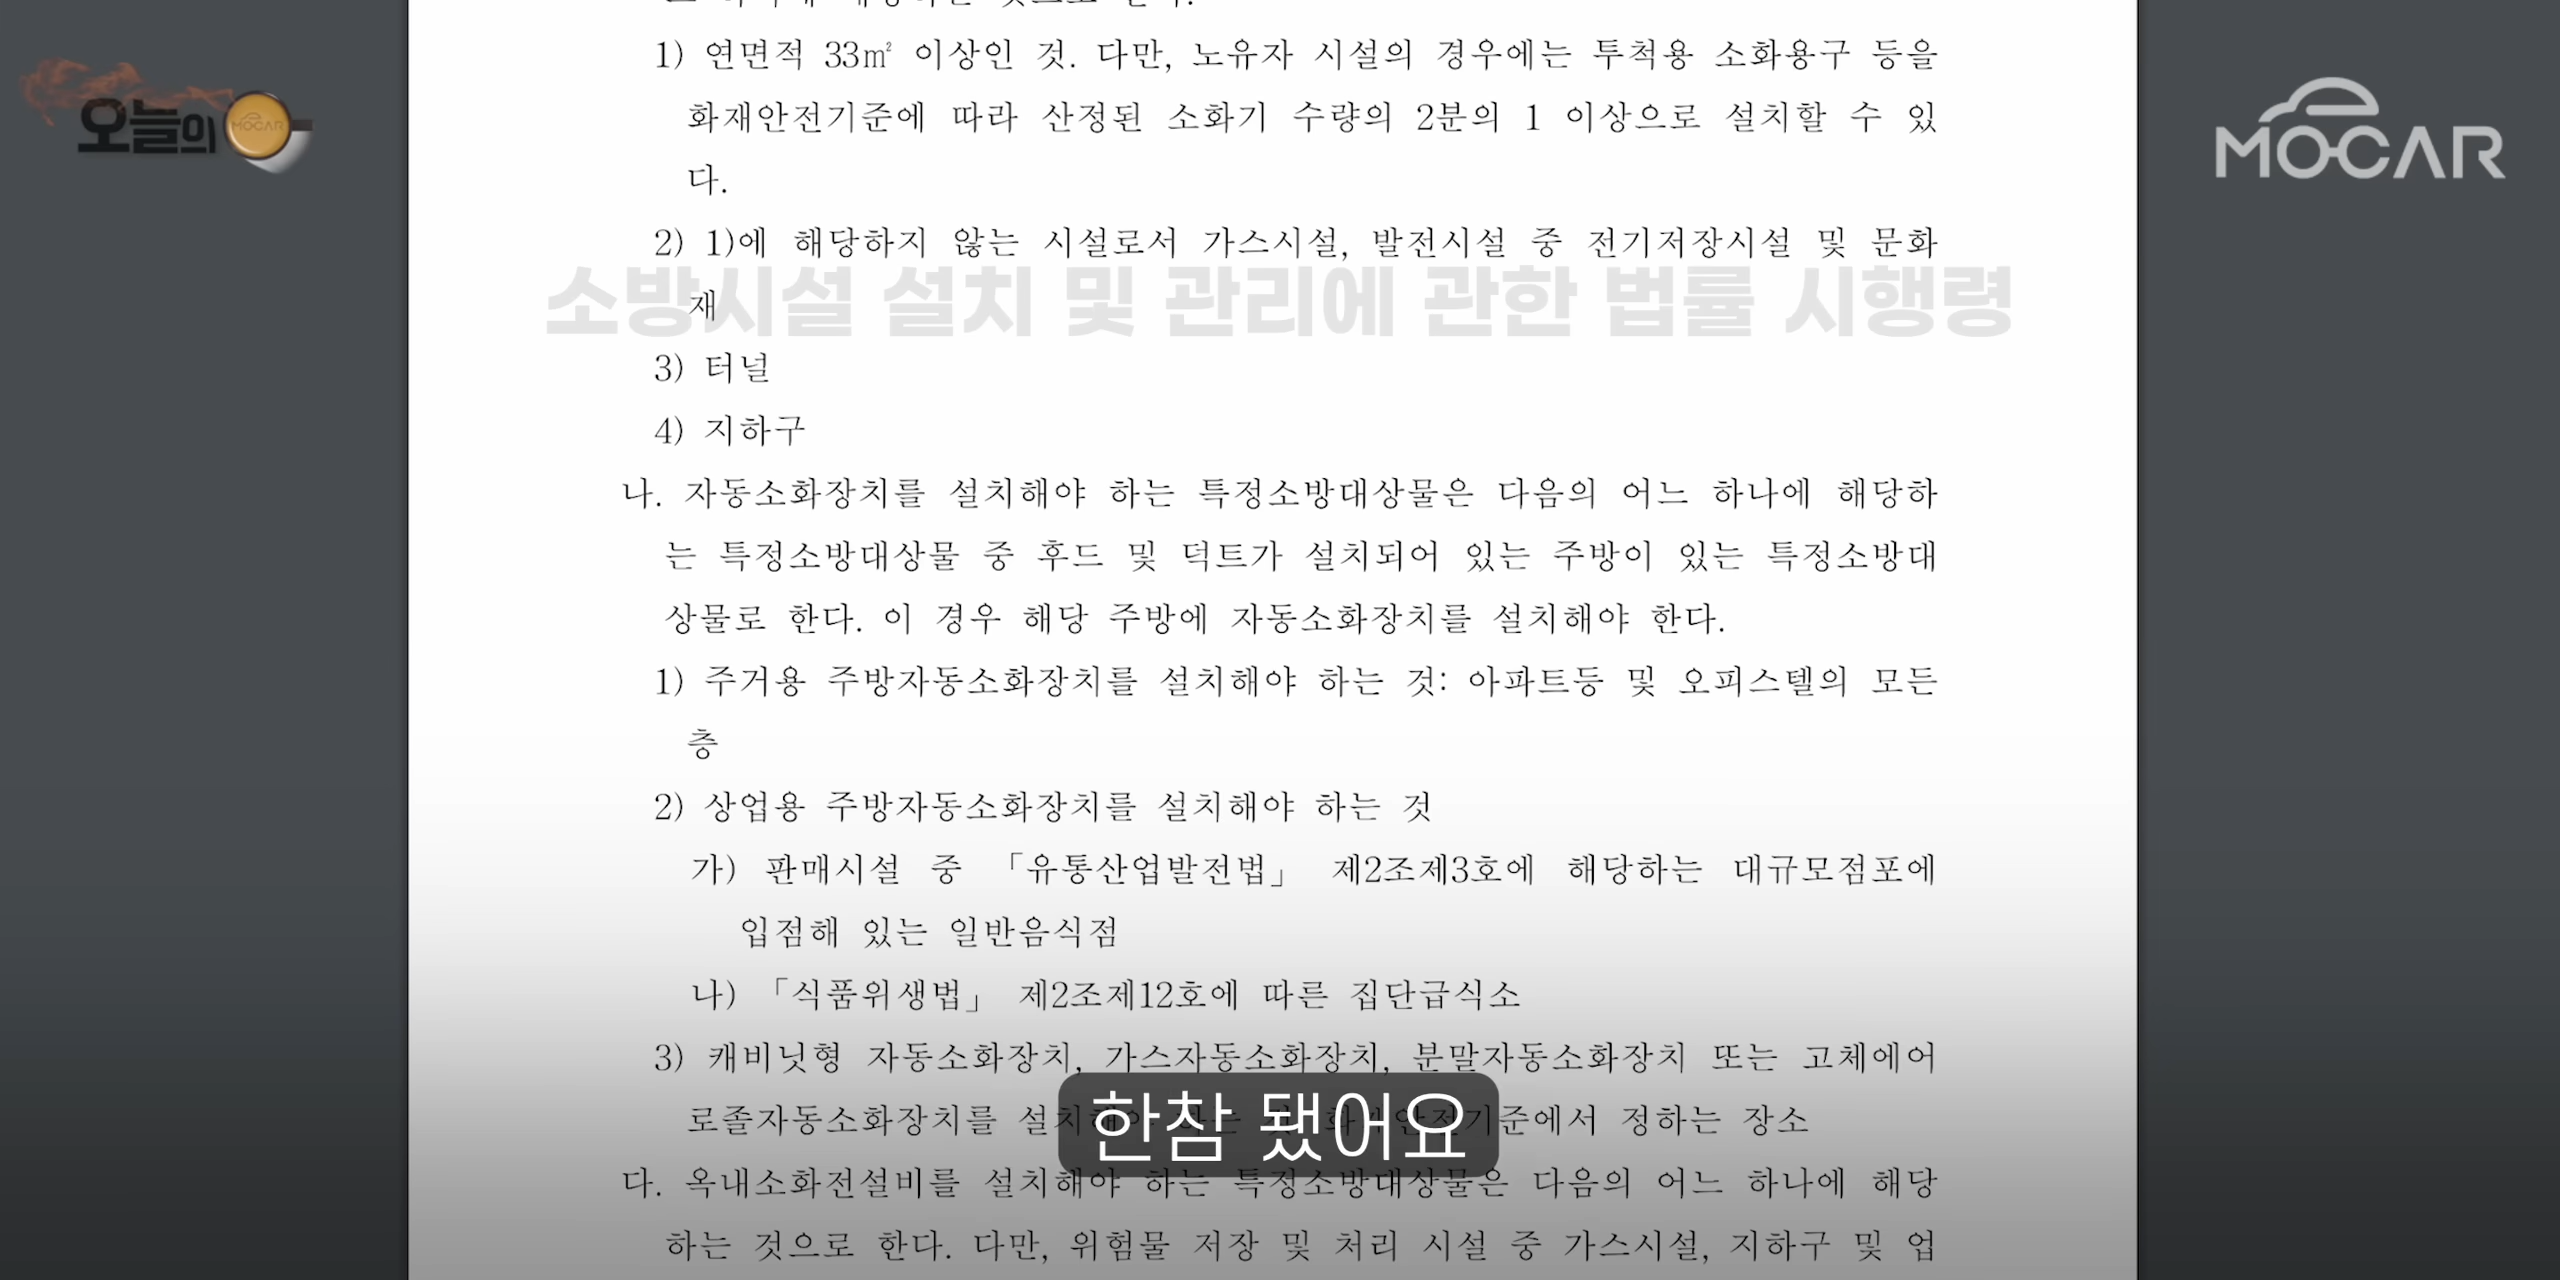 1) 연면적 33㎡ 이상인 것. 다만, 노유자 시설의 경우에는 투척용 소화용구 등을
화재안전기준에 따라 산정된 소화기 수량의 2분의 1 이상으로 설치할 수 있
다.
오늘의
MOCAR
MOCAR
2) 1)에 해당하지 않는 시설로서 가스시설, 발전시설 중 전기저장시설 및 문화
재
소방시설 설치 및 관리에 관한 법률 시행령
3) 터널
4) 지하구
나. 자동소화장치를 설치해야 하는 특정소방대상물은 다음의 어느 하나에 해당하
는 특정소방대상물 중 후드 및 덕트가 설치되어 있는 주방이 있는 특정소방대
상물로 한다. 이 경우 해당 주방에 자동소화장치를 설치해야 한다.
1) 주거용 주방자동소화장치를 설치해야 하는 것: 아파트등 및 오피스텔의 모든
층
2) 상업용 주방자동소화장치를 설치해야 하는 것
가) 판매시설 중 「유통산업발전법」 제2조제3호에 해당하는 대규모점포에
입점해 있는 일반음식점
나) 「식품위생법」 제2조제12호에 따른 집단급식소
3) 캐비닛형 자동소화장치, 가스자동소화장치, 분말자동소화장치 또는 고체에어
로졸자동소화장치를 설치해야 하는 화재안전기준에서 정하는 장소
한참 됐어요
다. 옥내소화전설비를 설치해야 하는 특정소방대상물은 다음의 어느 하나에 해당
하는 것으로 한다. 다만, 위험물 저장 및 처리 시설 중 가스시설, 지하구 및 업